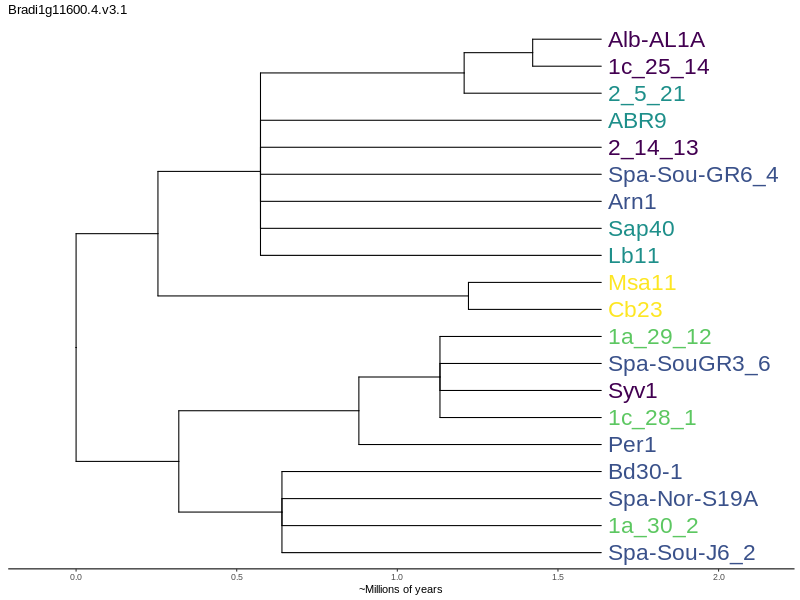 Bradi1g11600.4.v3.1
Alb-AL1A
1c_25_14
2_5_21
ABR9
2_14_13
Spa-Sou-GR6_4
Arn1
Sap40
Lb11
Msa11
Cb23
1a_29_12
Spa-SouGR3_6
Syv1
1c_28_1
Per1
Bd30-1
Spa-Nor-S19A
1a_30_2
Spa-Sou-J6_2
0.0 0.5 1.0 1.5 2.0
~Millions of years